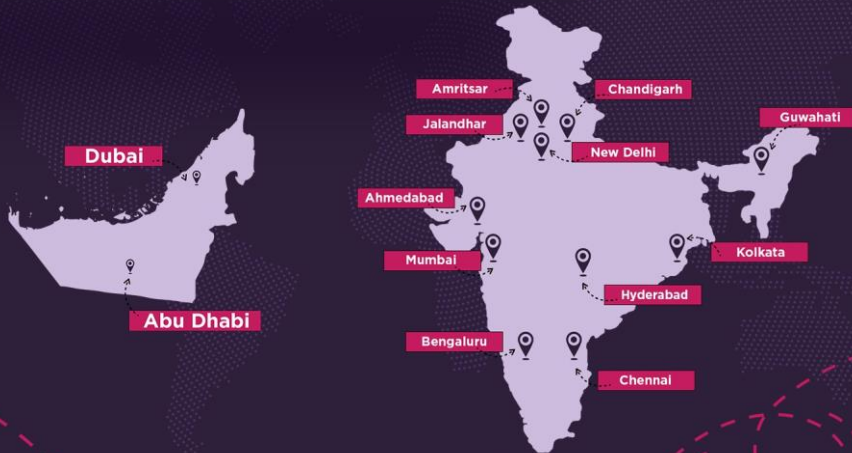 Amritsar
Chandigarh
Guwahati
Jalandhar
Dubai
New Delhi
Ahmedabad
Kolkata
Mumbai
Hyderabad
Abu Dhabi
Bengaluru
Chennai